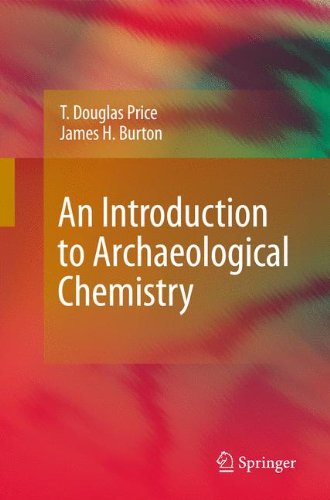 T. Douglas Price
James H. Burton
An Introduction
to Archaeological
Chemistry
Springer